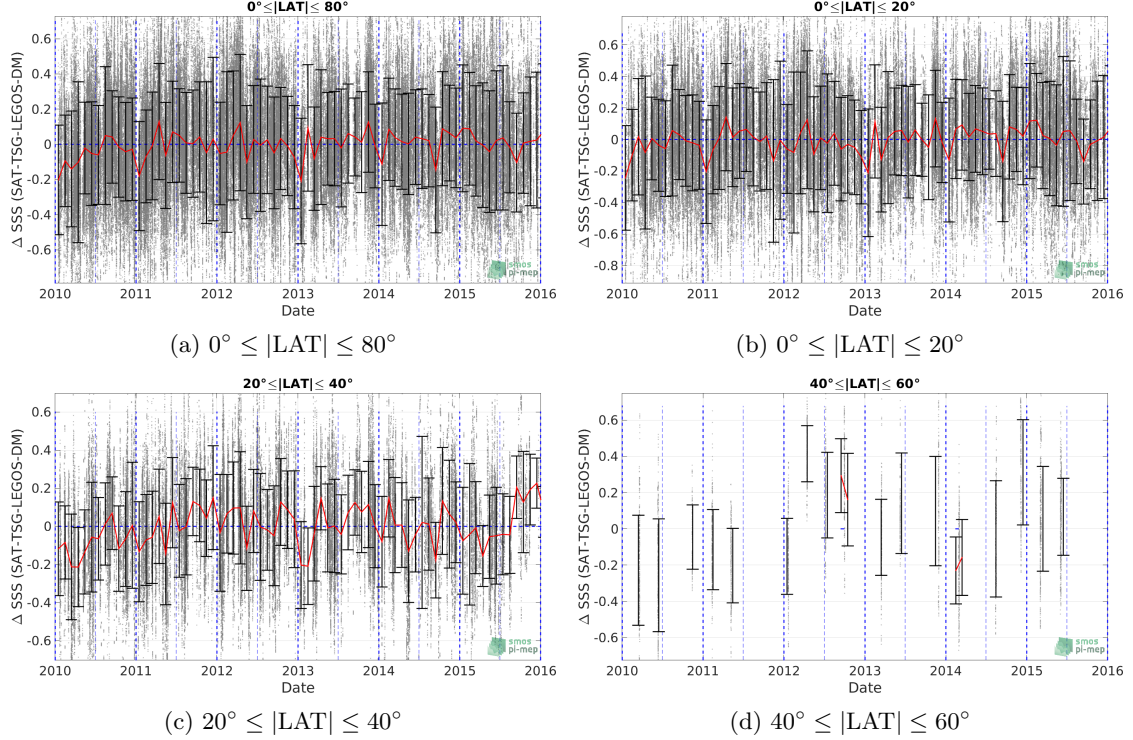 0°≤|LAT|≤ 80°
Δ SSS (SAT-TSG-LEGOS-DM)
0.6
0.4
0.2
0
-0.2
-0.4
-0.6
smos
pi-mep
2010 2011 2012 2013 2014 2015 2016
Date
(a) 0° ≤ |LAT| ≤ 80°
0°≤|LAT|≤ 20°
Δ SSS (SAT-TSG-LEGOS-DM)
0.6
0.4
0.2
0
-0.2
-0.4
-0.6
-0.8
smos
pi-mep
2010 2011 2012 2013 2014 2015 2016
Date
(b) 0° ≤ |LAT| ≤ 20°
20°≤|LAT|≤ 40°
Δ SSS (SAT-TSG-LEGOS-DM)
0.6
0.4
0.2
0
-0.2
-0.4
-0.6
smos
pi-mep
2010 2011 2012 2013 2014 2015 2016
Date
(c) 20° ≤ |LAT| ≤ 40°
40°≤|LAT|≤ 60°
Δ SSS (SAT-TSG-LEGOS-DM)
0.6
0.4
0.2
0
-0.2
-0.4
-0.6
smos
pi-mep
2010 2011 2012 2013 2014 2015 2016
Date
(d) 40° ≤ |LAT| ≤ 60°